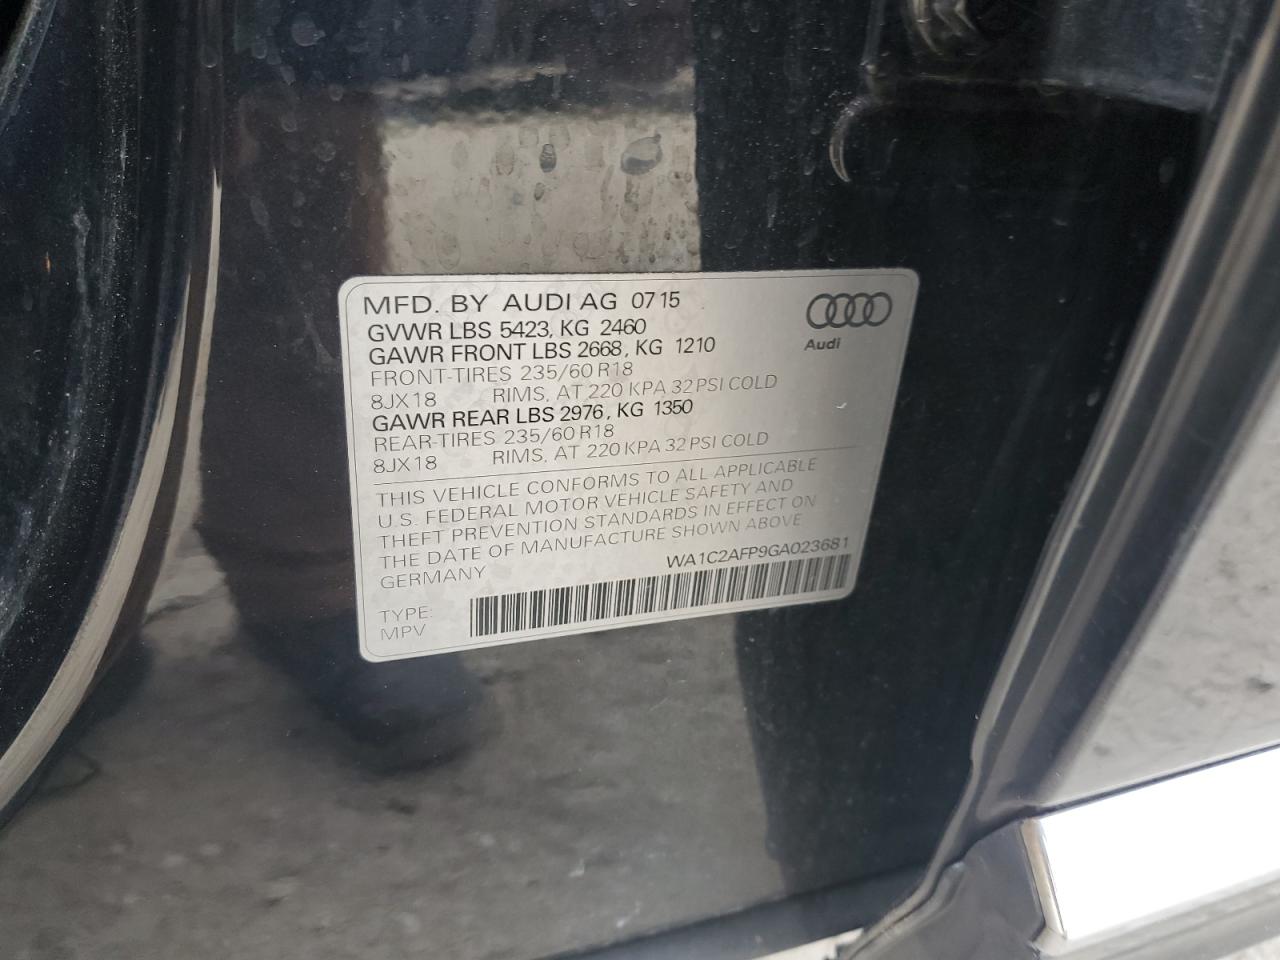 MFD. BY AUDI AG 0715
GVWR LBS 5423, KG 2460
GAWR FRONT LBS 2668, KG 1210
FRONT-TIRES 235/60 R18
8JX18 RIMS, AT 220 KPA 32 PSI COLD
GAWR REAR LBS 2976, KG 1350
REAR-TIRES 235/60 R18
8JX18 RIMS, AT 220 KPA 32 PSI COLD
Audi
THIS VEHICLE CONFORMS TO ALL APPLICABLE
U.S. FEDERAL MOTOR VEHICLE SAFETY AND
THEFT PREVENTION STANDARDS IN EFFECT ON
THE DATE OF MANUFACTURE SHOWN ABOVE
GERMANY WA1C2AFP9GA023681
TYPE:
MPV